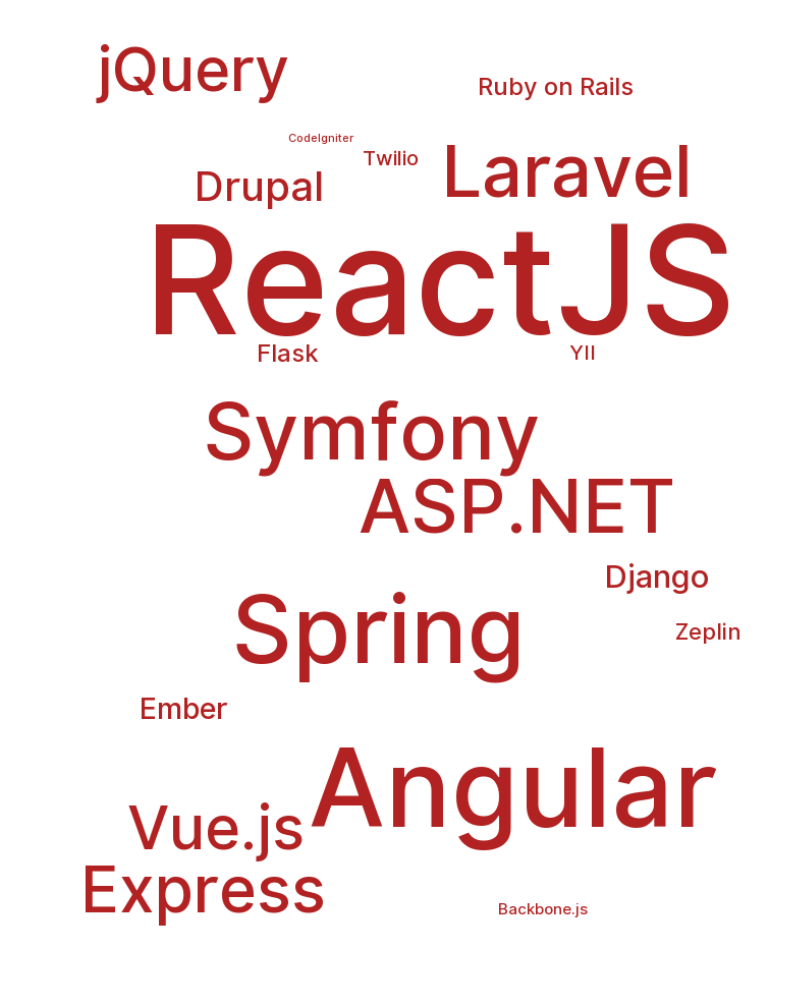 jQuery
Ruby on Rails
CodeIgniter
Twilio
Laravel
Drupal
ReactJS
Flask
YII
Symfony
ASP.NET
Django
Spring
Zeplin
Ember
Angular
Vue.js
Express
Backbone.js